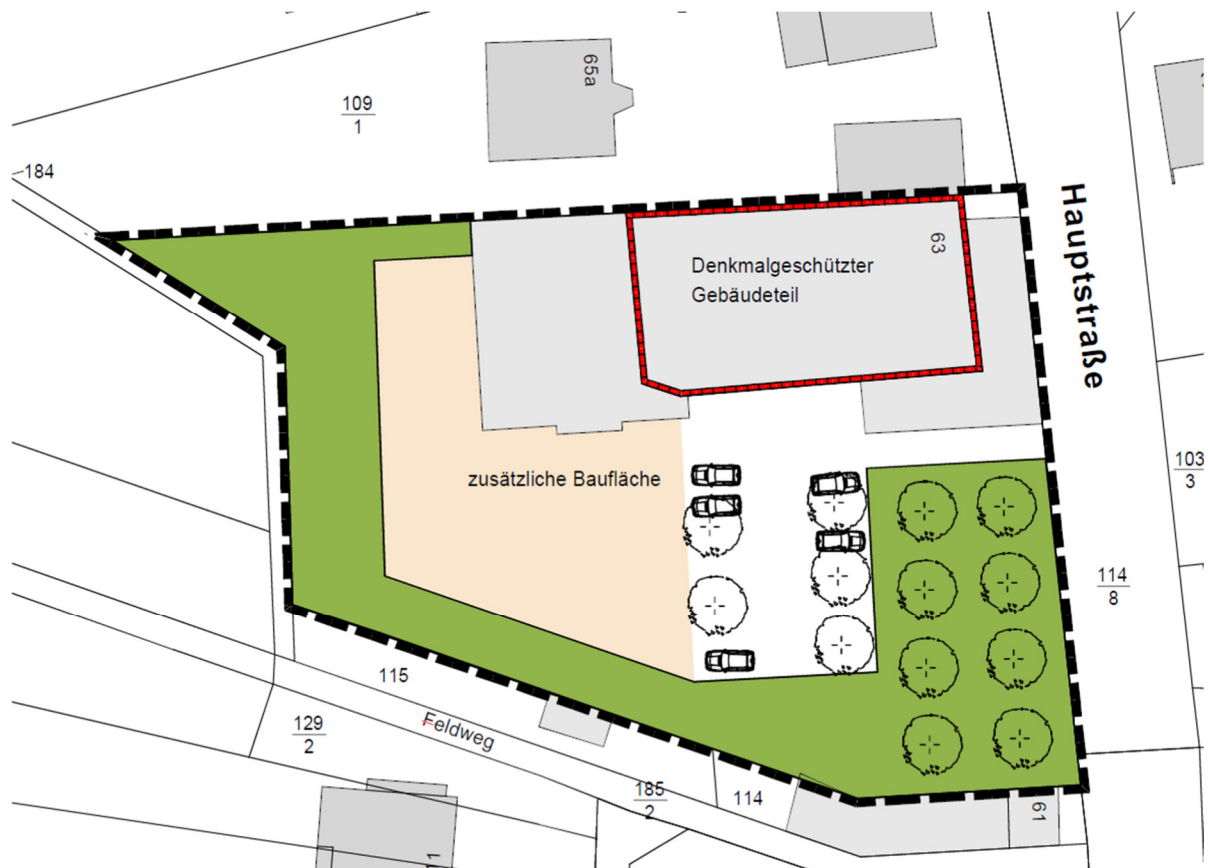 65a
109
1
184
Hauptstraße
63
Denkmalgeschützter
Gebäudeteil
zusätzliche Baufläche
103
3
114
8
115
Feldweg
129
2
185
2
114
61